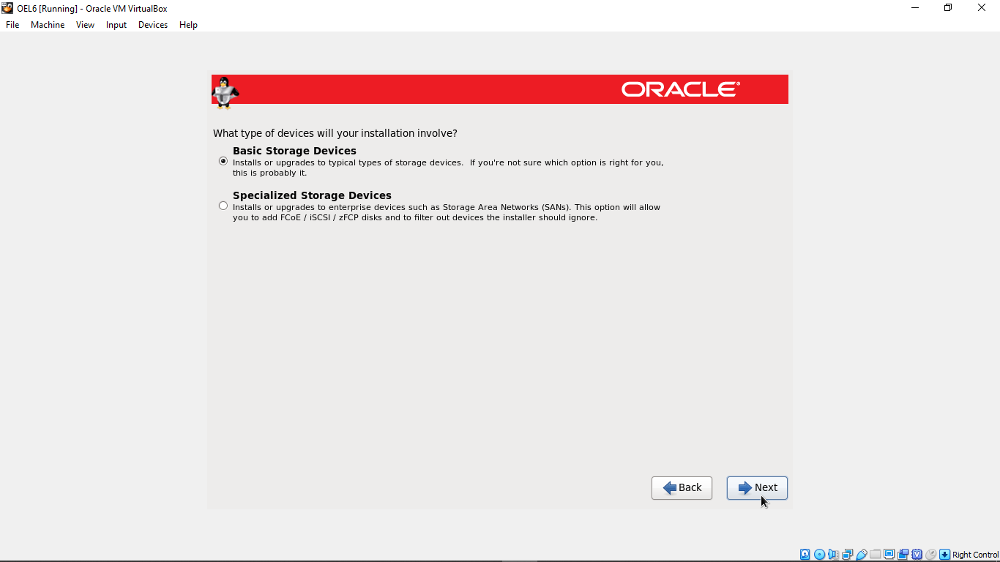 OEL6 [Running] - Oracle VM VirtualBox
File Machine View Input Devices Help
ORACLE®
What type of devices will your installation involve?
Basic Storage Devices
Installs or upgrades to typical types of storage devices.  If you're not sure which option is right for you,
this is probably it.
Specialized Storage Devices
Installs or upgrades to enterprise devices such as Storage Area Networks (SANs). This option will allow
you to add FCoE / iSCSI / zFCP disks and to filter out devices the installer should ignore.
Back Next
Right Control